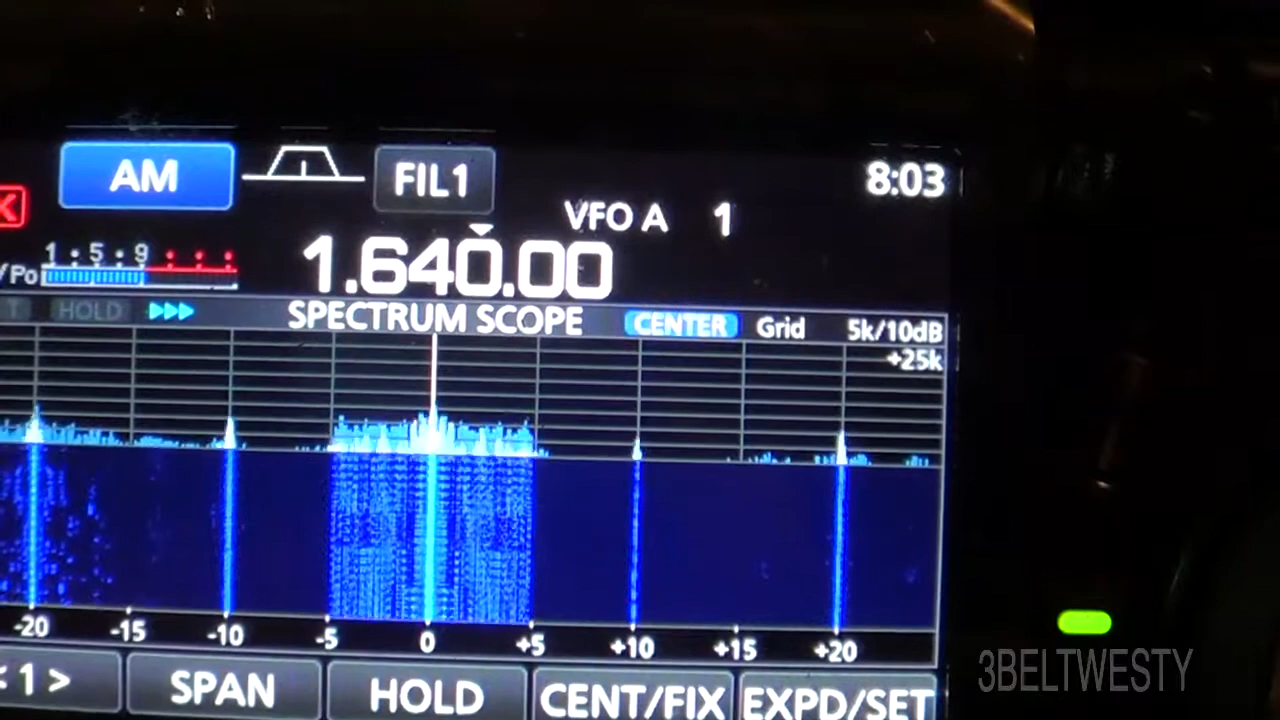 AM
FIL1
8:03
VFO A 1
X
1 5 9
/Po
1.640.00
T HOLD
SPECTRUM SCOPE
CENTER
Grid
5k/10dB
+25k
-20 -15 -10 -5 0 +5 +10 +15 +20
< 1 > SPAN HOLD CENT/FIX EXPD/SET
3BELTWESTY